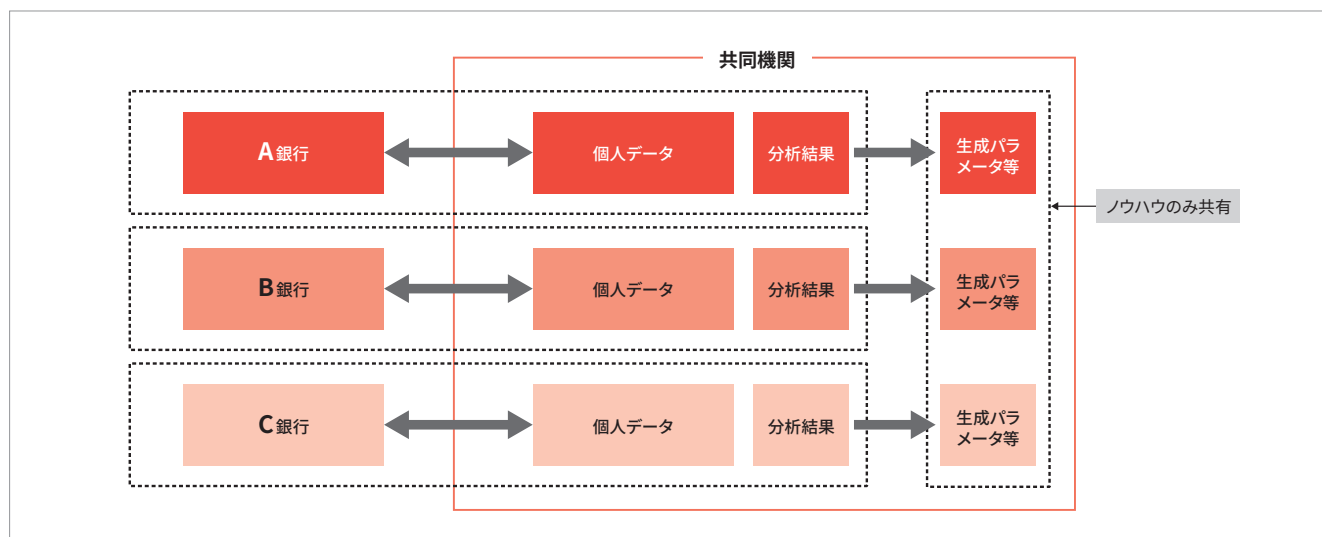 共同機関
A銀行
個人データ
分析結果
生成パラ
メータ等
ノウハウのみ共有
B銀行
個人データ
分析結果
生成パラ
メータ等
C銀行
個人データ
分析結果
生成パラ
メータ等